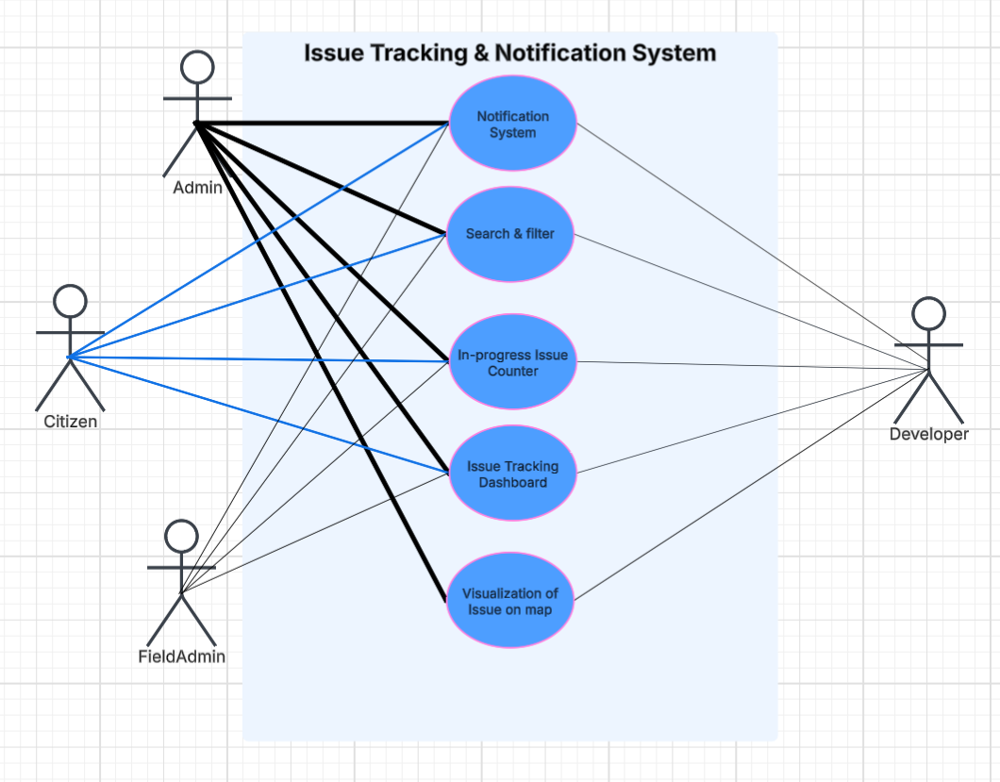 Issue Tracking & Notification System
Notification
System
Admin
Search & filter
In-progress Issue
Counter
Citizen
Developer
Issue Tracking
Dashboard
Visualization of
Issue on map
FieldAdmin